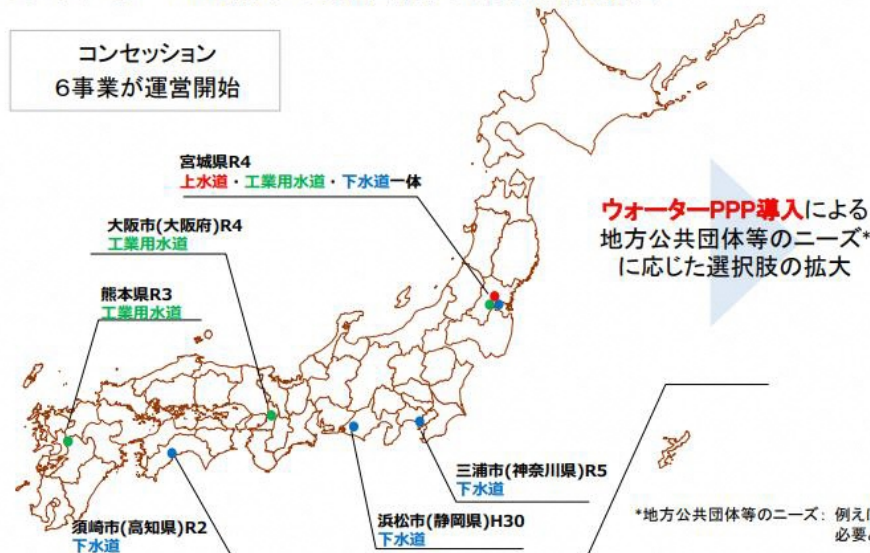 コンセッション
6事業が運営開始
宮城県R4
上水道・工業用水道・下水道一体
大阪市(大阪府)R4
工業用水道
熊本県R3
工業用水道
ウォーターPPP導入による
地方公共団体等のニーズ*
に応じた選択肢の拡大
三浦市(神奈川県)R5
下水道
須崎市(高知県)R2
下水道
浜松市(静岡県)H30
下水道
*地方公共団体等のニーズ: 例えば
必要